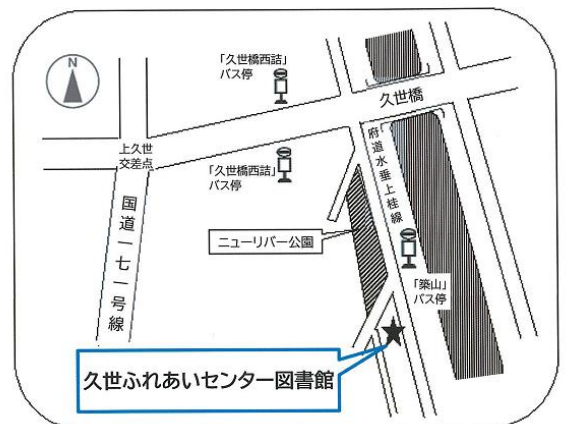 N
「久世橋西詰」
バス停
久世橋
上久世
交差点
「久世橋西詰」
バス停
府道水垂上桂線
国道一七一号線
ニューリバー公園
「築山」
バス停
久世ふれあいセンター図書館